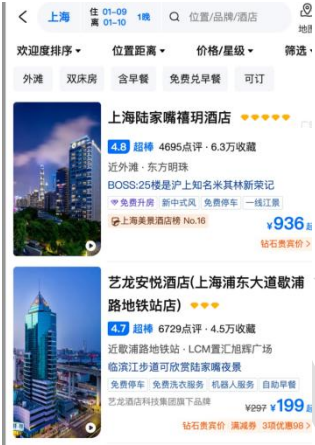 上海 住 01-09 离 01-10 1晚 位置/品牌/酒店 地图
欢迎度排序 位置距离 价格/星级 筛选
外滩 双床房 含早餐 免费兑早餐 可订
上海陆家嘴禧玥酒店
4.8 超棒 4695点评 · 6.3万收藏
近外滩 · 东方明珠
BOSS:25楼是沪上知名米其林新荣记
免费升房 新中式风 免费停车 一线江景
上海美景酒店榜 No.16
¥936起
钻石贵宾价 >
艺龙安悦酒店(上海浦东大道歇浦
路地铁站店)
4.7 超棒 6729点评 · 4.5万收藏
近歇浦路地铁站 · LCM置汇旭辉广场
临滨江步道可欣赏陆家嘴夜景
免费停车 免费洗衣服务 机器人服务 自助早餐
艺龙酒店科技集团旗下品牌
¥297 ¥199起
钻石贵宾价 满减券 3项优惠98 >